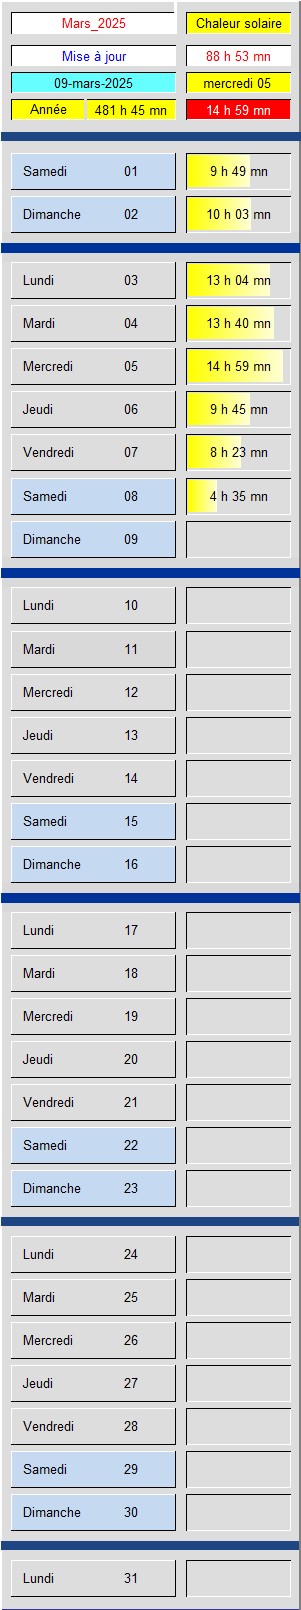 Mars_2025 Chaleur solaire
Mise à jour 88 h 53 mn
09-mars-2025 mercredi 05
Année 481 h 45 mn 14 h 59 mn
Samedi 01 9 h 49 mn
Dimanche 02 10 h 03 mn
Lundi 03 13 h 04 mn
Mardi 04 13 h 40 mn
Mercredi 05 14 h 59 mn
Jeudi 06 9 h 45 mn
Vendredi 07 8 h 23 mn
Samedi 08 4 h 35 mn
Dimanche 09
Lundi 10
Mardi 11
Mercredi 12
Jeudi 13
Vendredi 14
Samedi 15
Dimanche 16
Lundi 17
Mardi 18
Mercredi 19
Jeudi 20
Vendredi 21
Samedi 22
Dimanche 23
Lundi 24
Mardi 25
Mercredi 26
Jeudi 27
Vendredi 28
Samedi 29
Dimanche 30
Lundi 31